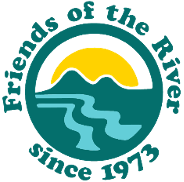 Friends of the River
since 1973